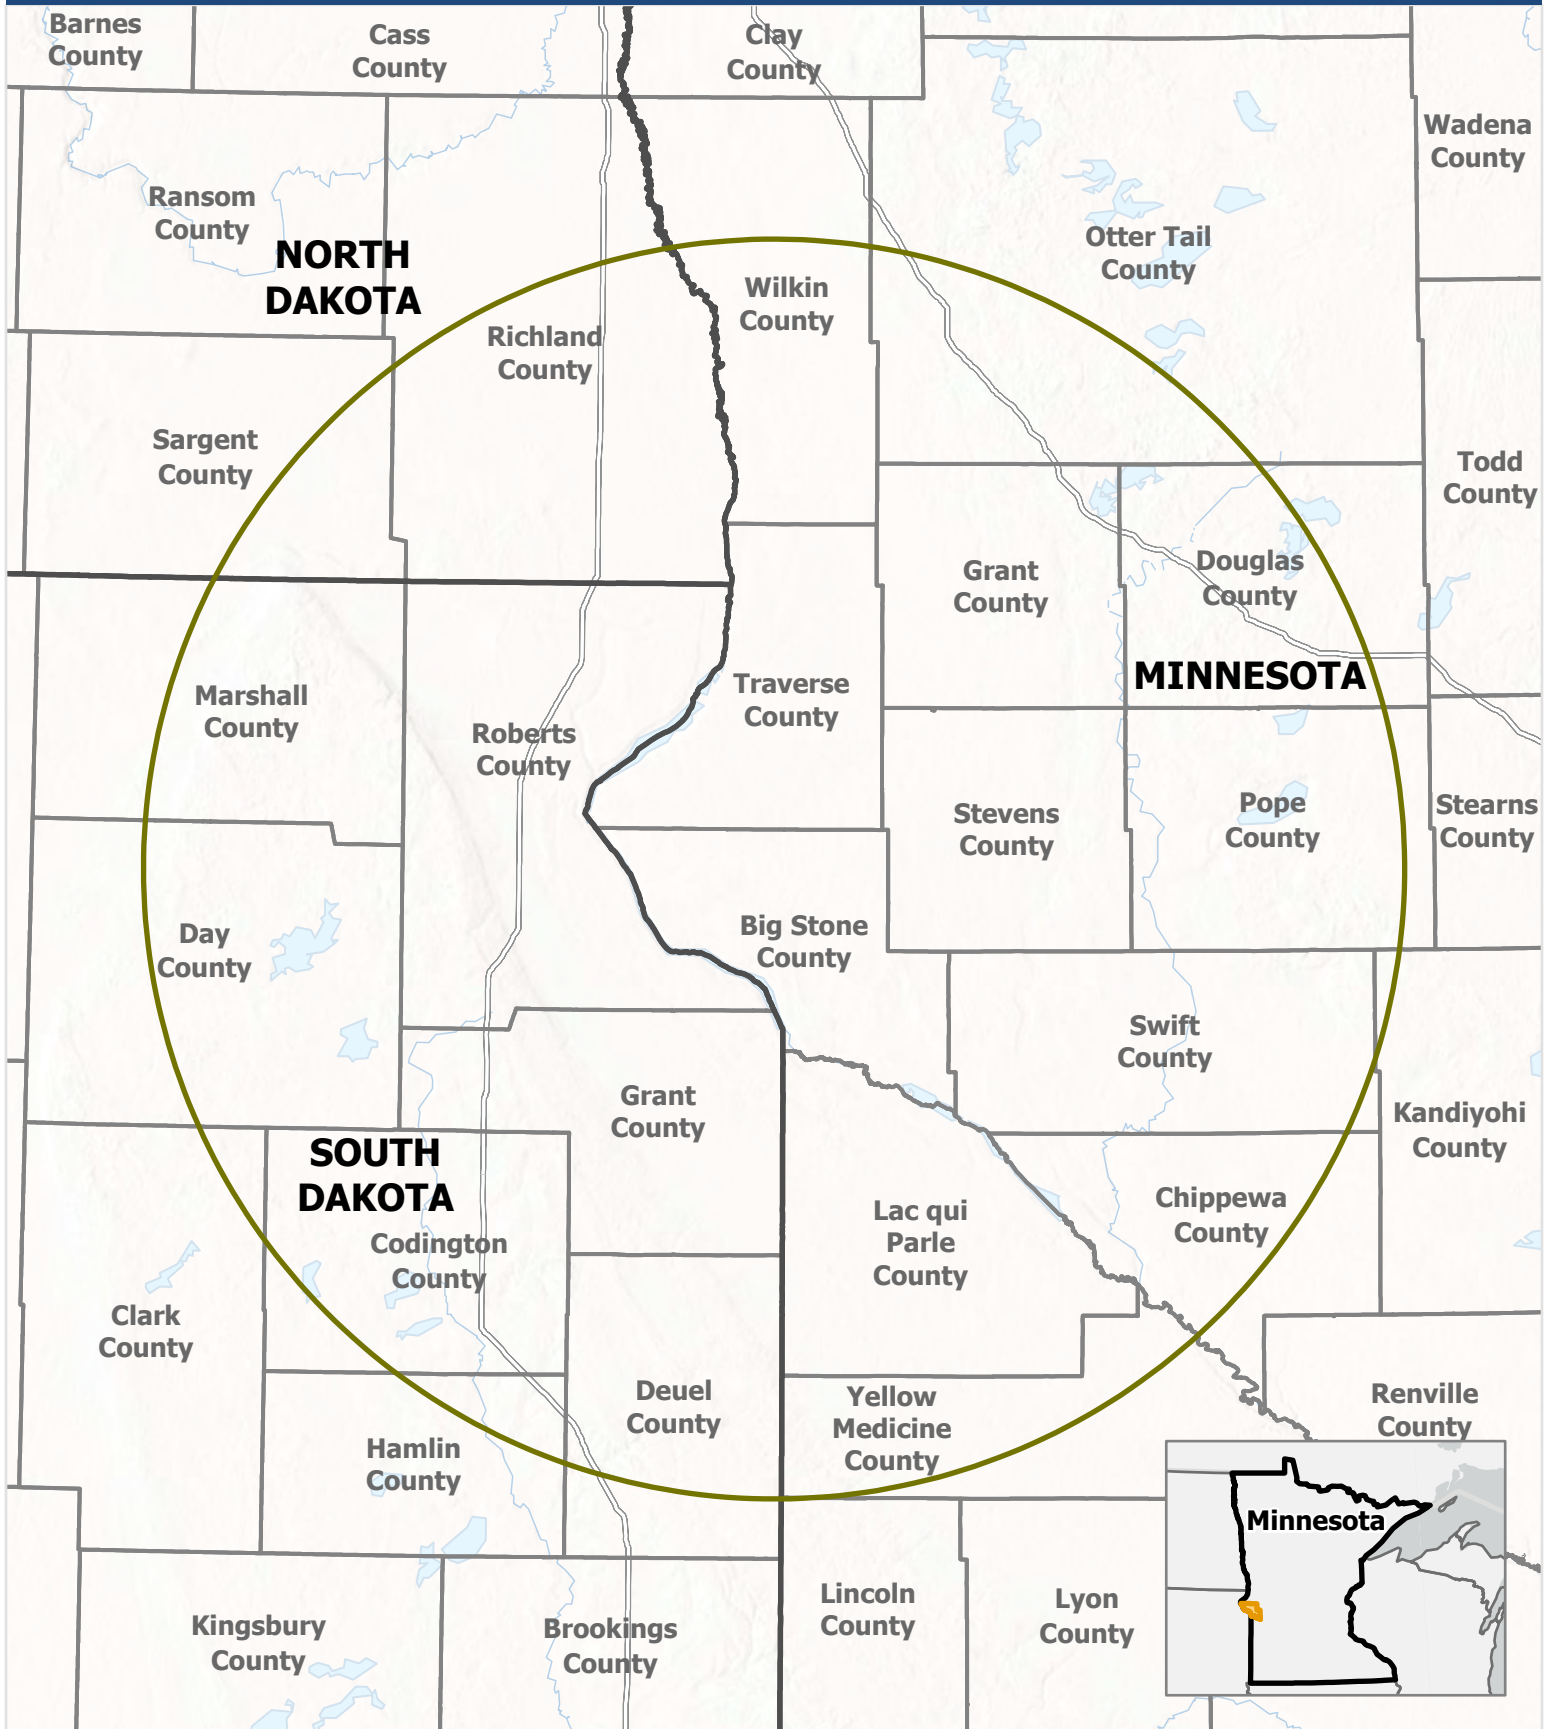 Barnes
County
Cass
County
Clay
County
Wadena
County
Ransom
County
NORTH
DAKOTA
Otter Tail
County
Wilkin
County
Richland
County
Sargent
County
Todd
County
Grant
County
Douglas
County
MINNESOTA
Marshall
County
Traverse
County
Roberts
County
Stevens
County
Pope
County
Stearns
County
Day
County
Big Stone
County
Swift
County
Grant
County
Kandiyohi
County
SOUTH
DAKOTA
Codington
County
Lac qui
Parle
County
Chippewa
County
Clark
County
Deuel
County
Yellow
Medicine
County
Renville
County
Hamlin
County
Minnesota
Kingsbury
County
Brookings
County
Lincoln
County
Lyon
County